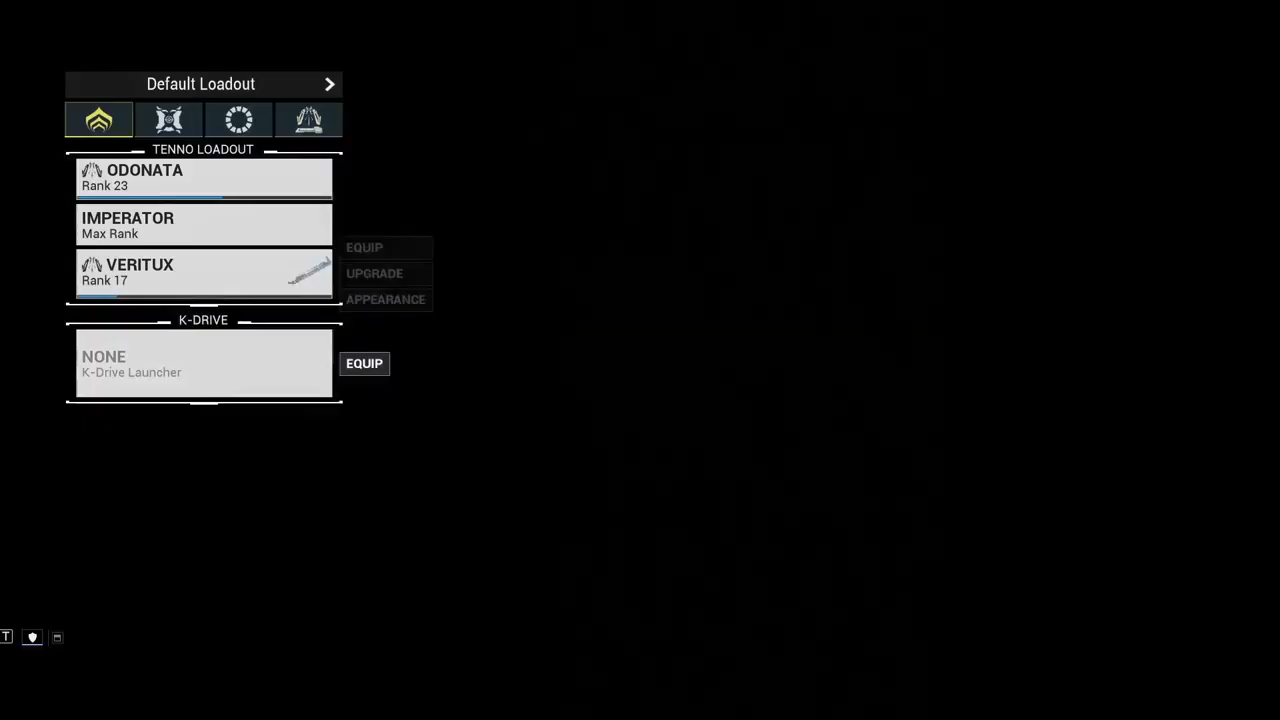 Default Loadout
TENNO LOADOUT
ODONATA
Rank 23
IMPERATOR
Max Rank
EQUIP
UPGRADE
APPEARANCE
VERITUX
Rank 17
K-DRIVE
NONE
K-Drive Launcher
EQUIP
T